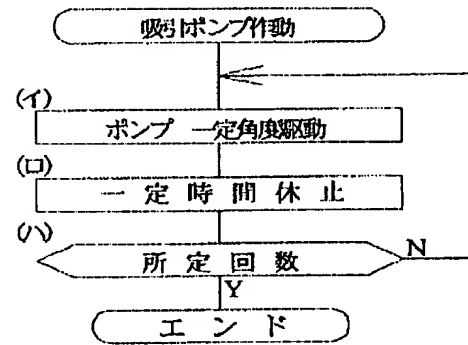 吸引ポンプ作動
(イ)
ポンプ 一定角度駆動
(ロ)
一定時間休止
(ハ)
所定回数
N
Y
エンド